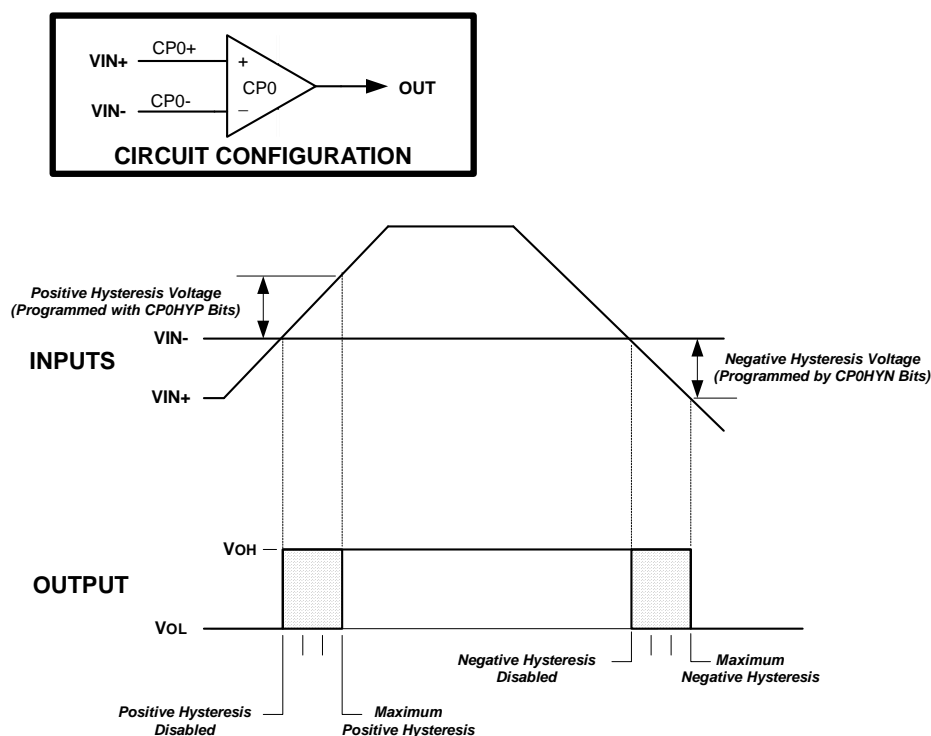 VIN+
CP0+
+
CP0
OUT
VIN-
CP0-
_
CIRCUIT CONFIGURATION
Positive Hysteresis Voltage
(Programmed with CP0HYP Bits)
VIN-
INPUTS
Negative Hysteresis Voltage
(Programmed by CP0HYN Bits)
VIN+
VOH
OUTPUT
VOL
Negative Hysteresis
Disabled
Maximum
Negative Hysteresis
Positive Hysteresis
Disabled
Maximum
Positive Hysteresis